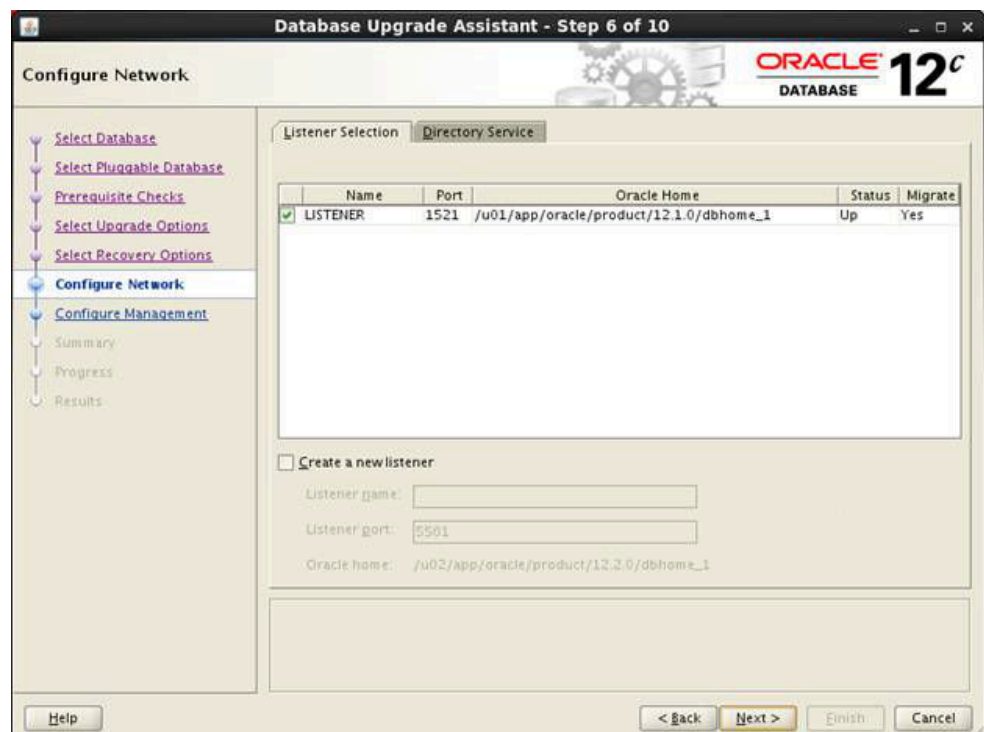 Database Upgrade Assistant - Step 6 of 10
Configure Network
ORACLE
DATABASE
12c
Select Database
Select Pluggable Database
Prerequisite Checks
Select Upgrade Options
Select Recovery Options
Configure Network
Configure Management
Summary
Progress
Results
Listener Selection Directory Service
Name Port Oracle Home Status Migrate
LISTENER 1521 /u01/app/oracle/product/12.1.0/dbhome_1 Up Yes
Create a new listener
Listener name:
Listener port: 5501
Oracle home: /u02/app/oracle/product/12.2.0/dbhome_1
Help < Back Next > Finish Cancel